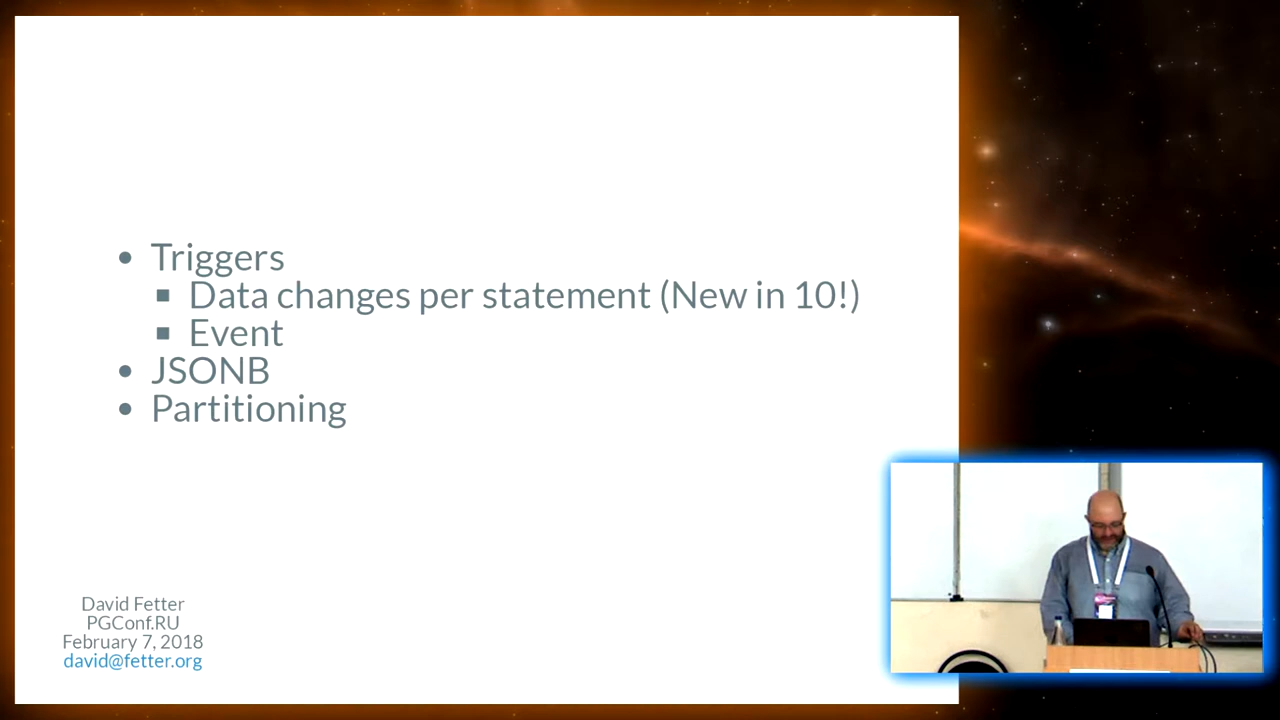 Triggers
Data changes per statement (New in 10!)
Event
JSONB
Partitioning
David Fetter
PGConf.RU
February 7, 2018
david@fetter.org